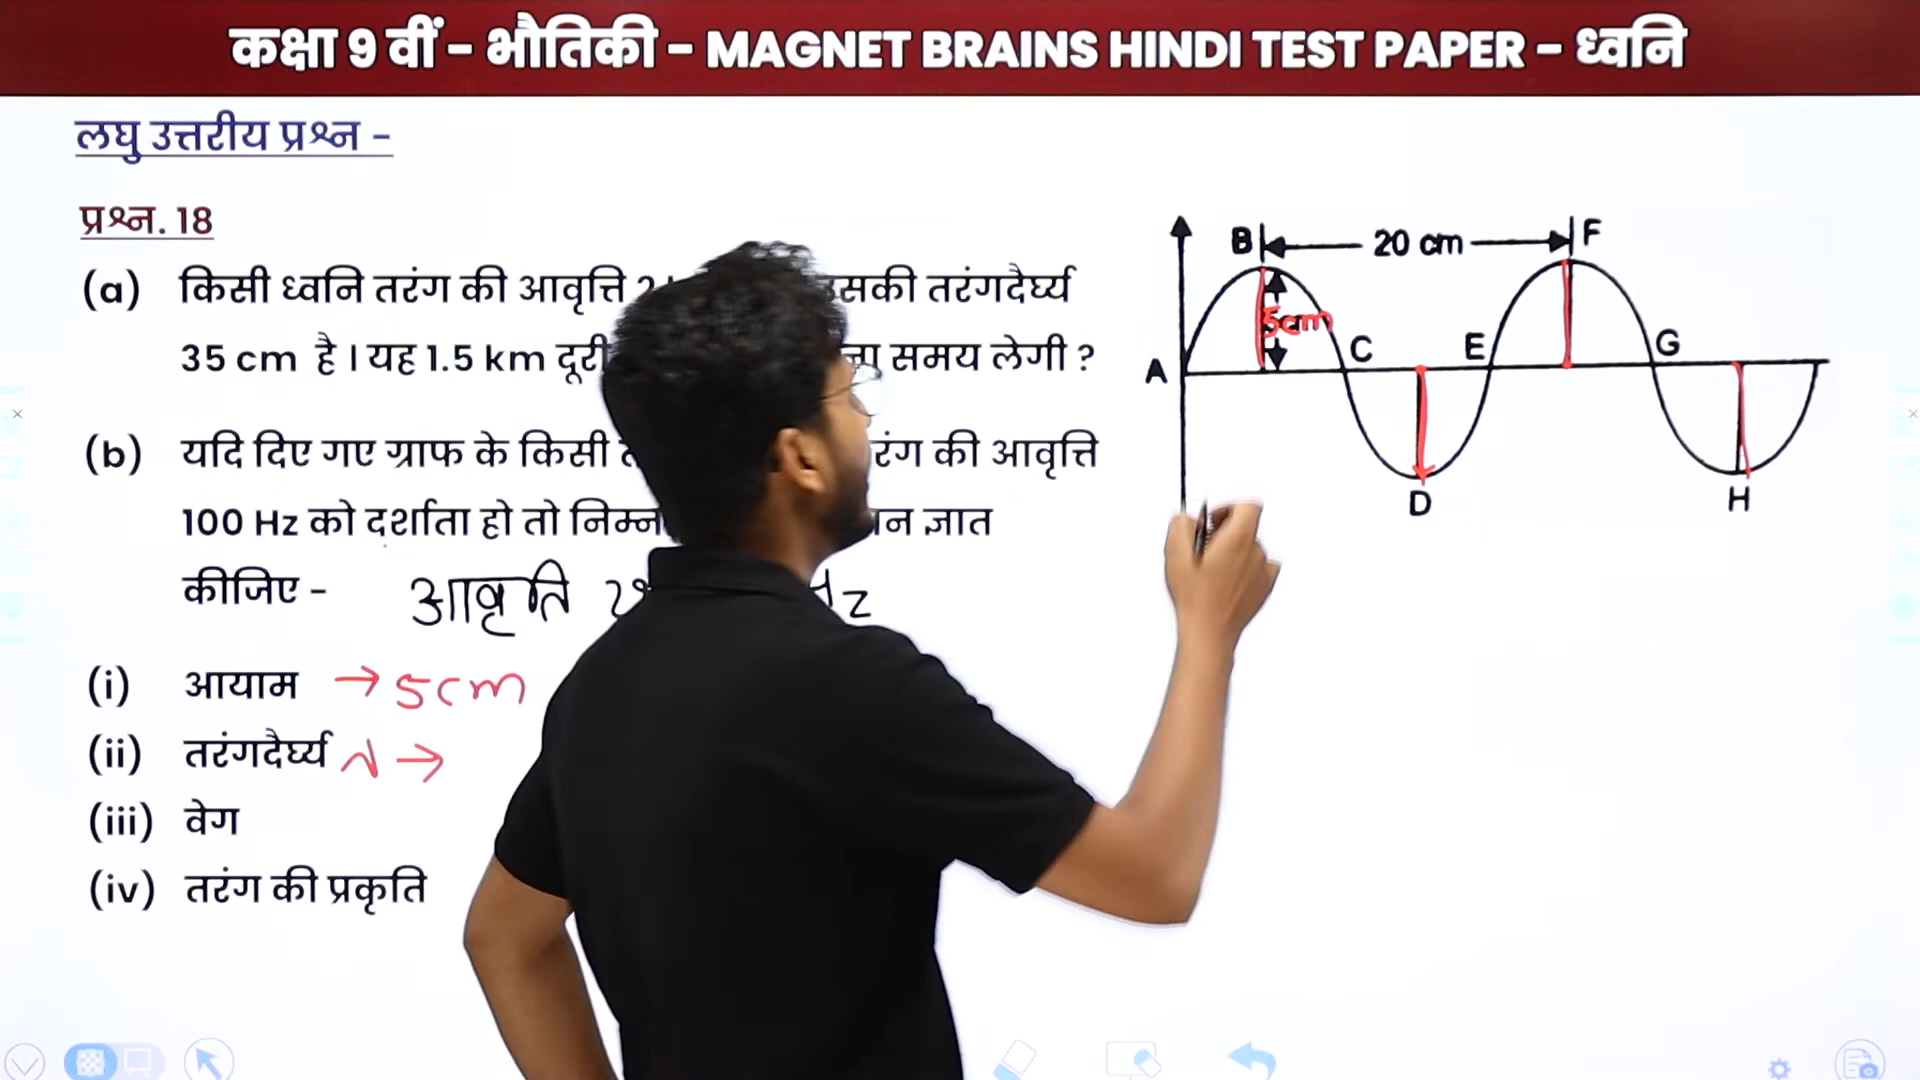 कक्षा 9 वीं - भौतिकी - MAGNET BRAINS HINDI TEST PAPER - ध्वनि
लघु उत्तरीय प्रश्न -
प्रश्न. 18
(a) किसी ध्वनि तरंग की आवृत्ति तरंगदैर्घ्य
35 cm है । यह 1.5 km दूरी समय लेगी ?
(b) यदि दिए गए ग्राफ के किसी की आवृत्ति
100 Hz को दर्शाता हो तो ज्ञात
कीजिए - आवृति Hz
(i) आयाम → 5cm
(ii) तरंगदैर्घ्य λ →
(iii) वेग
(iv) तरंग की प्रकृति
B 20 cm F
5cm
A C E G
D H